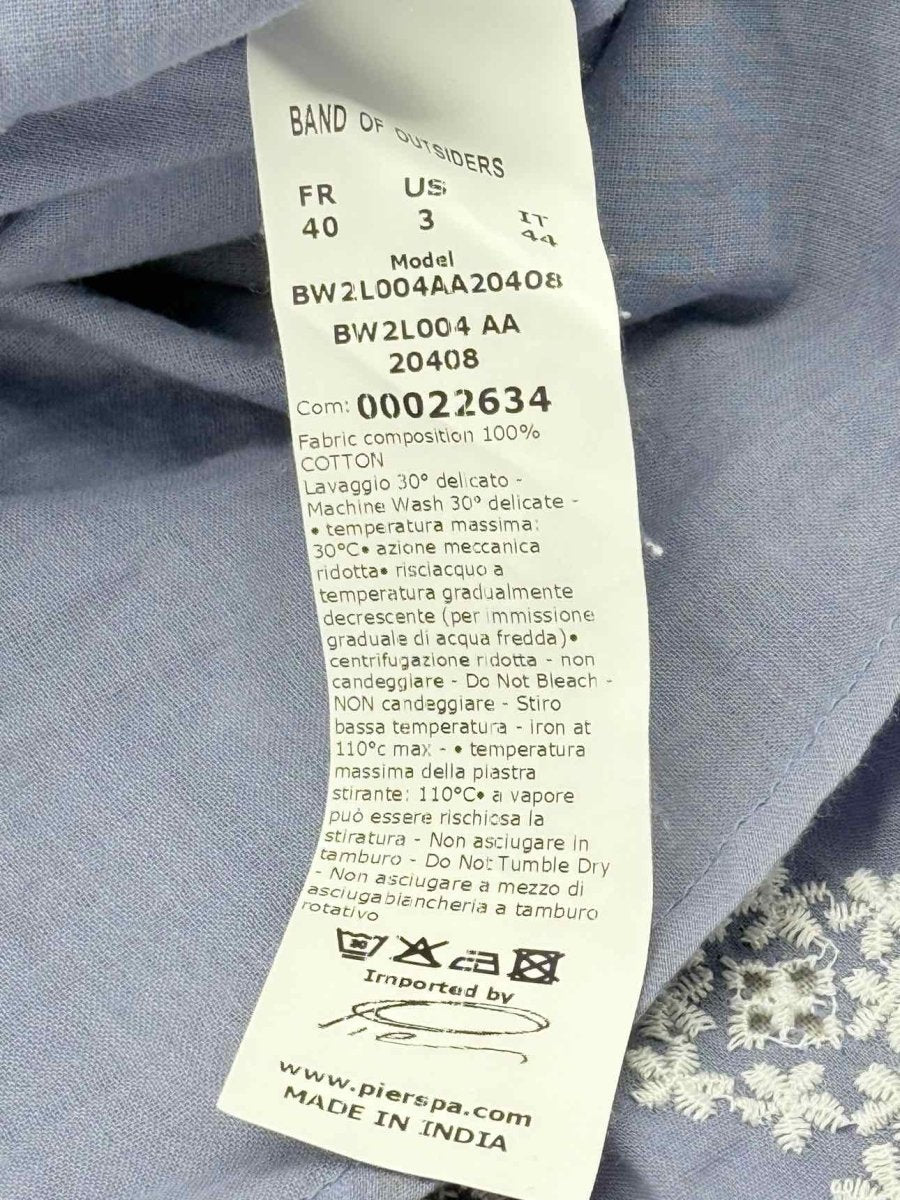 BAND OF OUTSIDERS
FR US IT
40 3 44
Model
BW2L004AA20408
BW2L004 AA
20408
Com: 00022634
Fabric composition 100%
COTTON
Lavaggio 30° delicato -
Machine Wash 30° delicate -
• temperatura massima:
30°C• azione meccanica
ridotta• risciacquo a
temperatura gradualmente
decrescente (per immissione
graduale di acqua fredda)•
centrifugazione ridotta - non
candeggiare - Do Not Bleach -
NON candeggiare - Stiro
bassa temperatura - iron at
110°c max - • temperatura
massima della piastra
stirante: 110°C• a vapore
può essere rischiosa la
stiratura - Non asciugare in
tamburo - Do Not Tumble Dry
- Non asciugare a mezzo di
asciugabiancheria a tamburo
rotativo
30
Imported by
www.pierspa.com
MADE IN INDIA